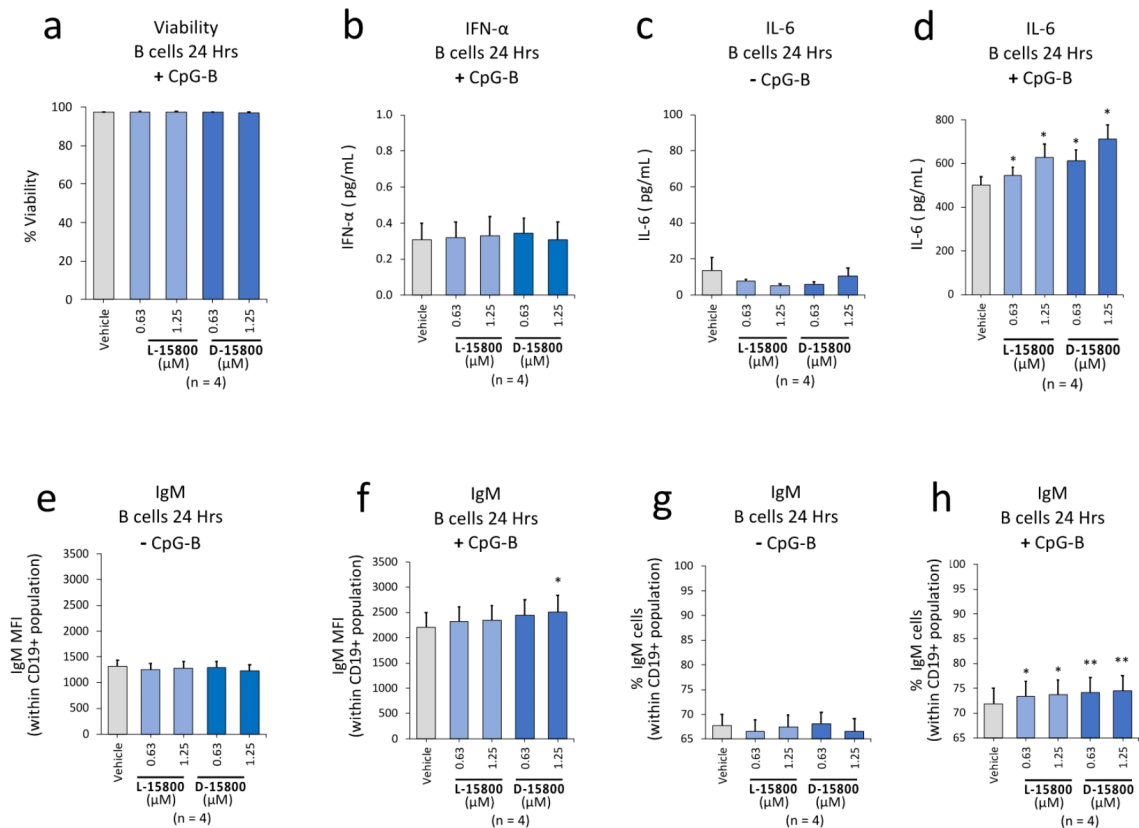 a
Viability
B cells 24 Hrs
+ CpG-B
% Viability
100
80
60
40
20
0
Vehicle
0.63
1.25
0.63
1.25
L-15800
D-15800
(µM)
(µM)
(n = 4)
b
IFN-α
B cells 24 Hrs
+ CpG-B
IFN-α ( pg/mL )
1.0
0.8
0.6
0.4
0.2
0.0
Vehicle
0.63
1.25
0.63
1.25
L-15800
D-15800
(µM)
(µM)
(n = 4)
c
IL-6
B cells 24 Hrs
- CpG-B
IL-6 ( pg/mL )
100
80
60
40
20
0
Vehicle
0.63
1.25
0.63
1.25
L-15800
D-15800
(µM)
(µM)
(n = 4)
d
IL-6
B cells 24 Hrs
+ CpG-B
IL-6 ( pg/mL )
800
600
400
200
0
*
*
*
*
Vehicle
0.63
1.25
0.63
1.25
L-15800
D-15800
(µM)
(µM)
(n = 4)
e
IgM
B cells 24 Hrs
- CpG-B
IgM MFI
(within CD19+ population)
3500
3000
2500
2000
1500
1000
500
0
Vehicle
0.63
1.25
0.63
1.25
L-15800
D-15800
(µM)
(µM)
(n = 4)
f
IgM
B cells 24 Hrs
+ CpG-B
IgM MFI
(within CD19+ population)
3500
3000
2500
2000
1500
1000
500
0
*
Vehicle
0.63
1.25
0.63
1.25
L-15800
D-15800
(µM)
(µM)
(n = 4)
g
IgM
B cells 24 Hrs
- CpG-B
% IgM cells
(within CD19+ population)
100
95
90
85
80
75
70
65
Vehicle
0.63
1.25
0.63
1.25
L-15800
D-15800
(µM)
(µM)
(n = 4)
h
IgM
B cells 24 Hrs
+ CpG-B
% IgM cells
(within CD19+ population)
100
95
90
85
80
75
70
65
*
*
**
**
Vehicle
0.63
1.25
0.63
1.25
L-15800
D-15800
(µM)
(µM)
(n = 4)